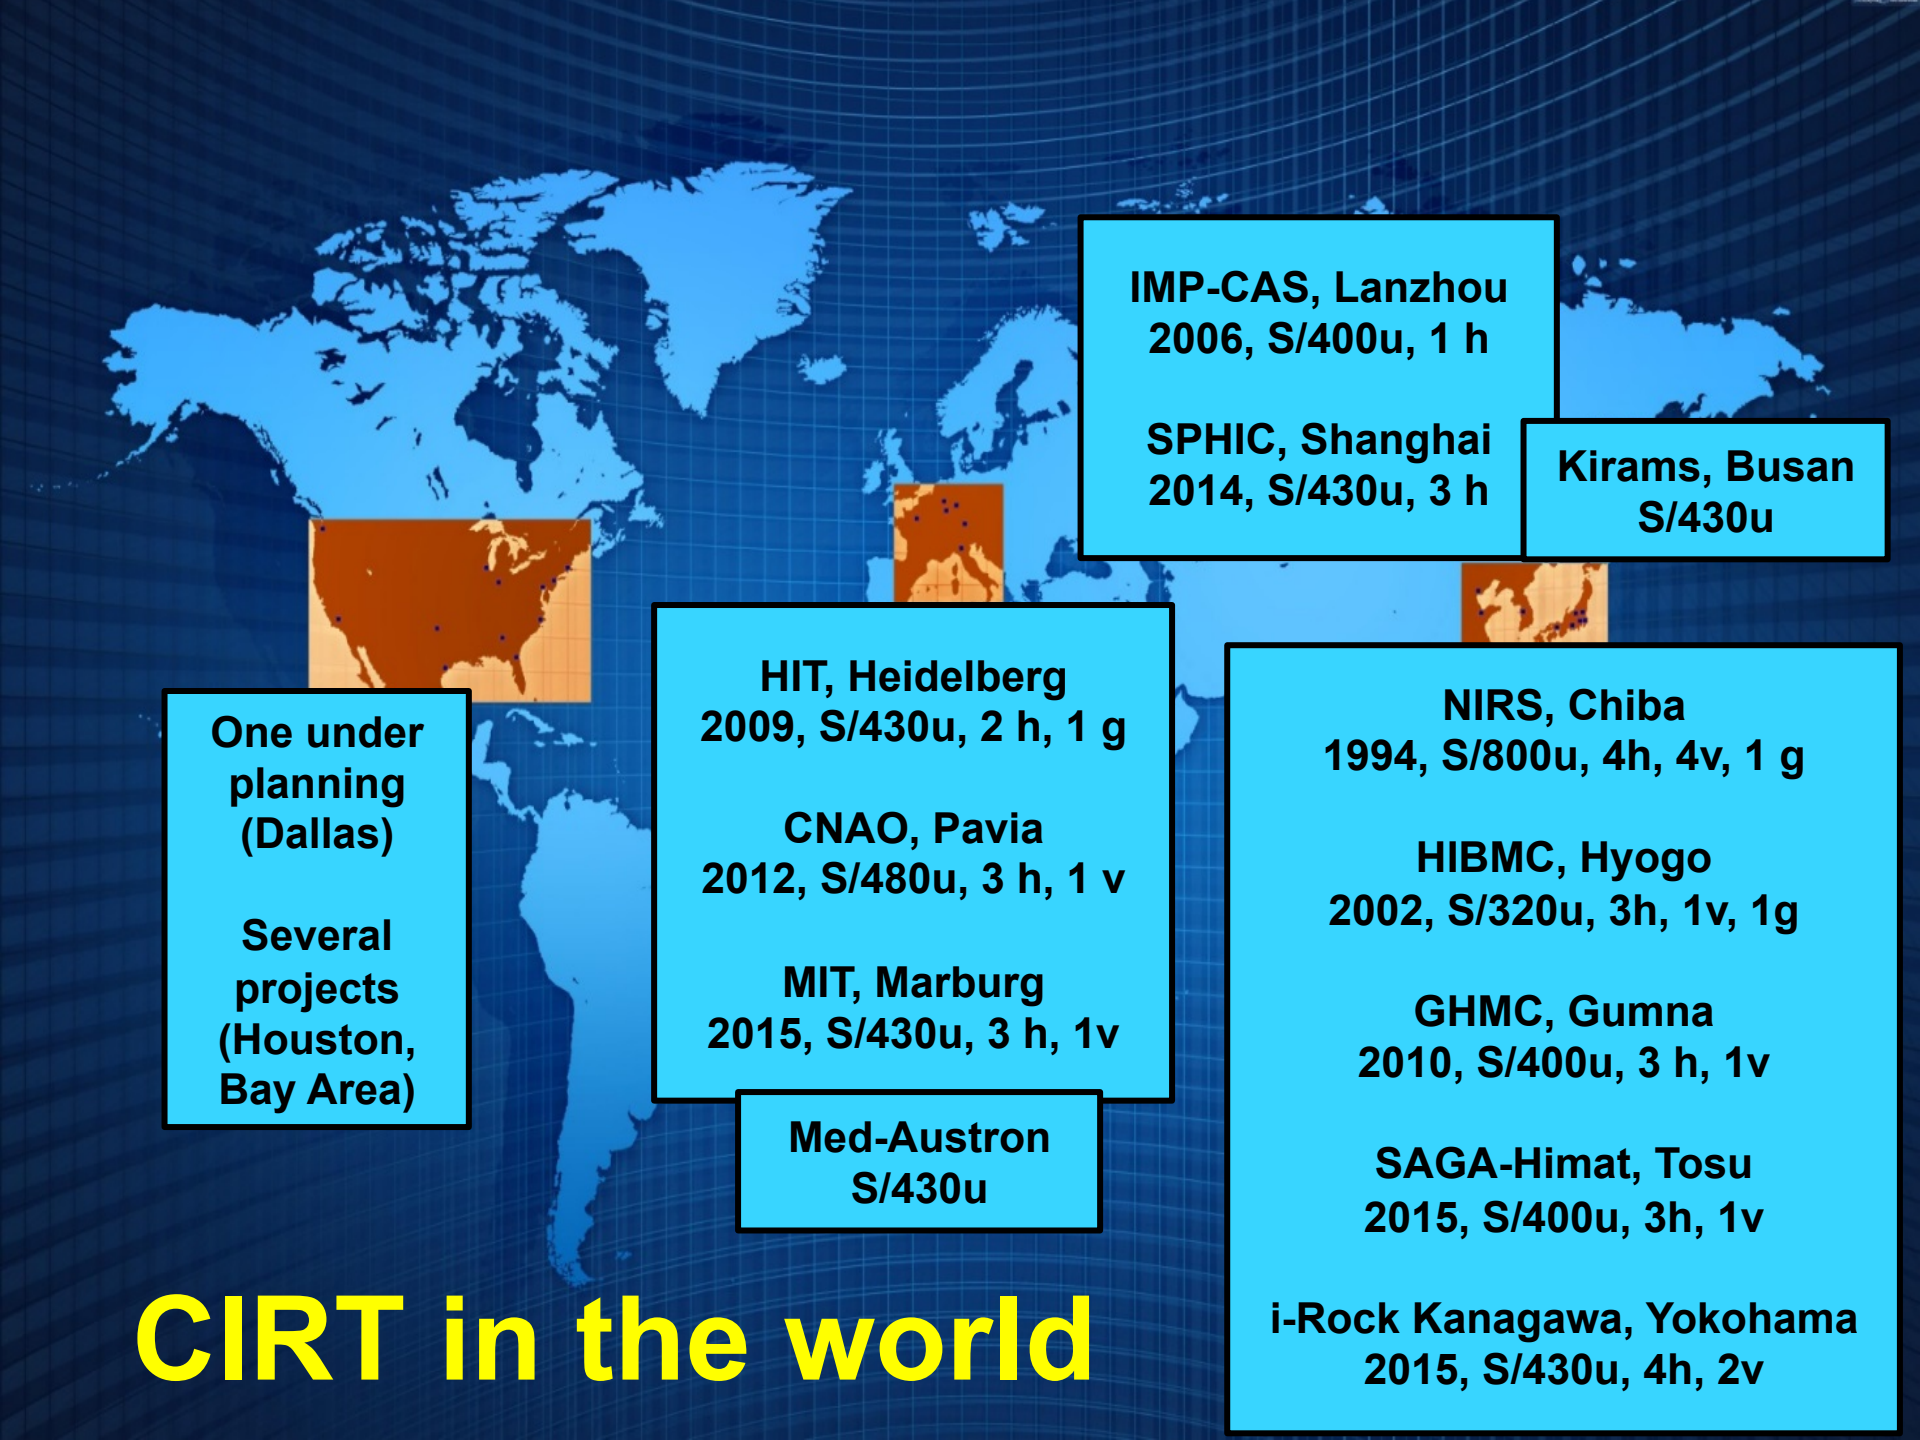 IMP-CAS, Lanzhou
2006, S/400u, 1 h
SPHIC, Shanghai
2014, S/430u, 3 h
Kirams, Busan
S/430u
One under
planning
(Dallas)
Several
projects
(Houston,
Bay Area)
HIT, Heidelberg
2009, S/430u, 2 h, 1 g
CNAO, Pavia
2012, S/480u, 3 h, 1 v
MIT, Marburg
2015, S/430u, 3 h, 1v
Med-Austron
S/430u
NIRS, Chiba
1994, S/800u, 4h, 4v, 1 g
HIBMC, Hyogo
2002, S/320u, 3h, 1v, 1g
GHMC, Gumna
2010, S/400u, 3 h, 1v
SAGA-Himat, Tosu
2015, S/400u, 3h, 1v
i-Rock Kanagawa, Yokohama
2015, S/430u, 4h, 2v
CIRT in the world